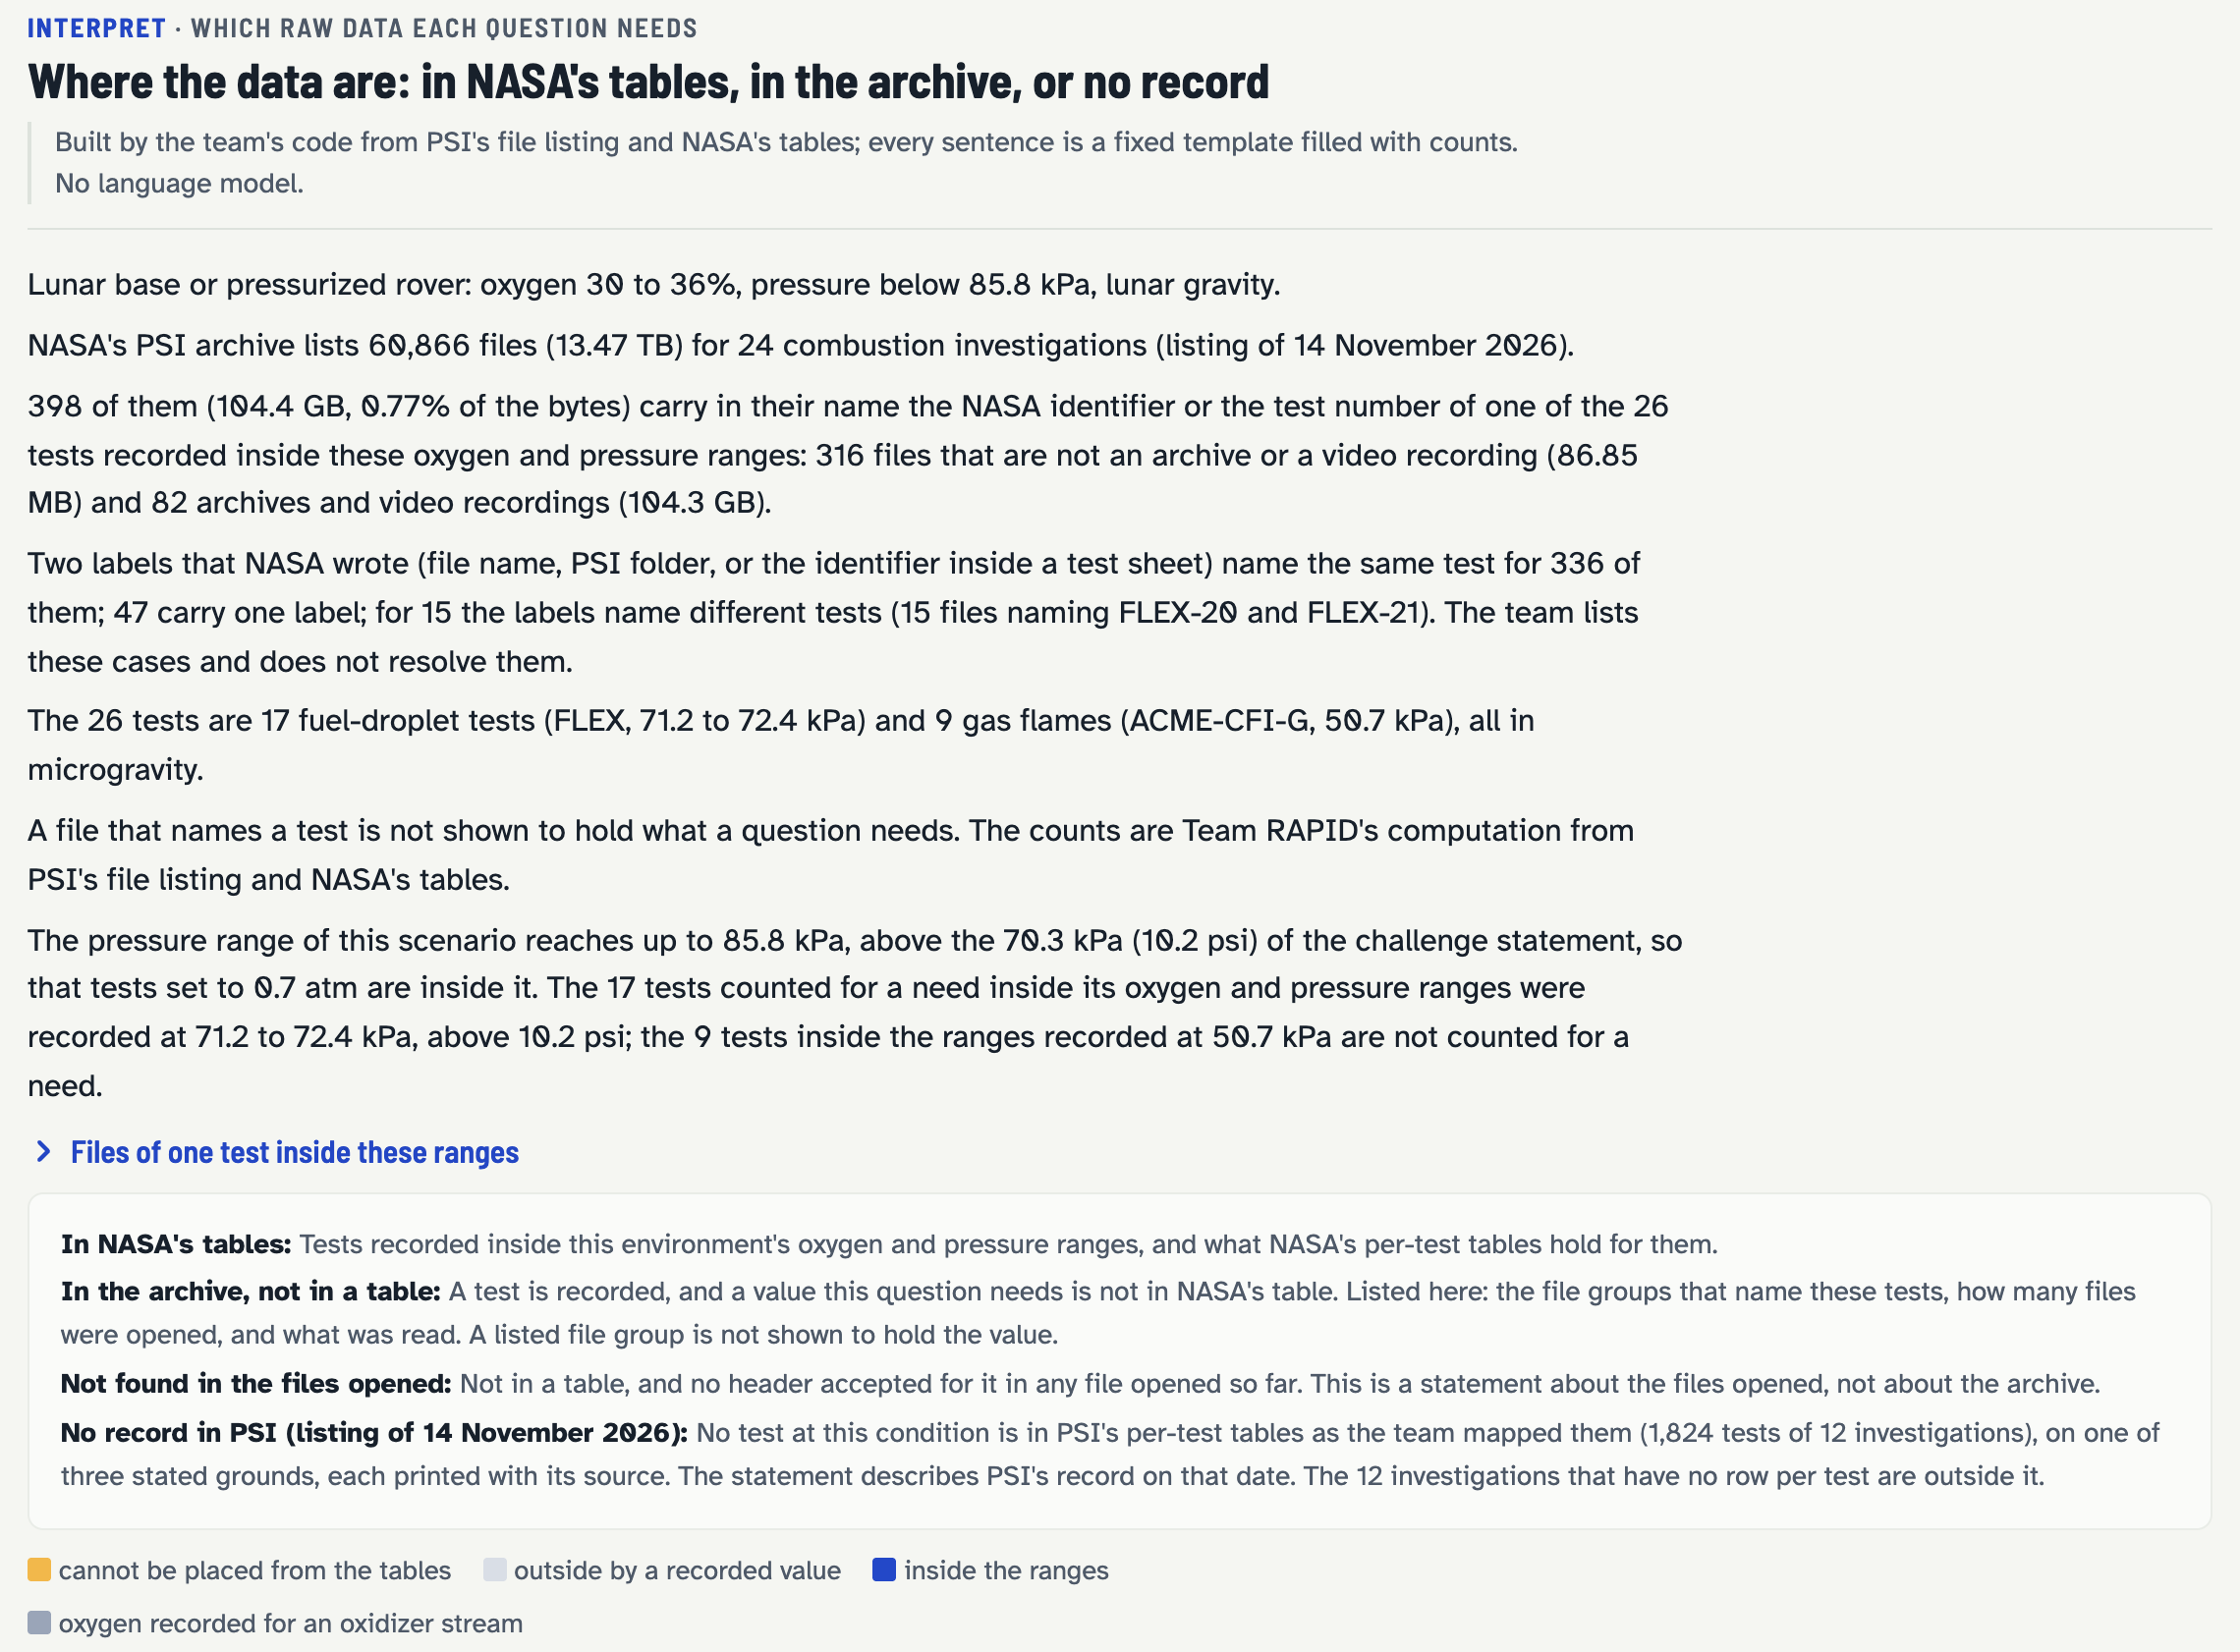 INTERPRET · WHICH RAW DATA EACH QUESTION NEEDS
Where the data are: in NASA's tables, in the archive, or no record
Built by the team's code from PSI's file listing and NASA's tables; every sentence is a fixed template filled with counts.
No language model.
Lunar base or pressurized rover: oxygen 30 to 36%, pressure below 85.8 kPa, lunar gravity.
NASA's PSI archive lists 60,866 files (13.47 TB) for 24 combustion investigations (listing of 14 November 2026).
398 of them (104.4 GB, 0.77% of the bytes) carry in their name the NASA identifier or the test number of one of the 26
tests recorded inside these oxygen and pressure ranges: 316 files that are not an archive or a video recording (86.85
MB) and 82 archives and video recordings (104.3 GB).
Two labels that NASA wrote (file name, PSI folder, or the identifier inside a test sheet) name the same test for 336 of
them; 47 carry one label; for 15 the labels name different tests (15 files naming FLEX-20 and FLEX-21). The team lists
these cases and does not resolve them.
The 26 tests are 17 fuel-droplet tests (FLEX, 71.2 to 72.4 kPa) and 9 gas flames (ACME-CFI-G, 50.7 kPa), all in
microgravity.
A file that names a test is not shown to hold what a question needs. The counts are Team RAPID's computation from
PSI's file listing and NASA's tables.
The pressure range of this scenario reaches up to 85.8 kPa, above the 70.3 kPa (10.2 psi) of the challenge statement, so
that tests set to 0.7 atm are inside it. The 17 tests counted for a need inside its oxygen and pressure ranges were
recorded at 71.2 to 72.4 kPa, above 10.2 psi; the 9 tests inside the ranges recorded at 50.7 kPa are not counted for a
need.
Files of one test inside these ranges
In NASA's tables: Tests recorded inside this environment's oxygen and pressure ranges, and what NASA's per-test tables hold for them.
In the archive, not in a table: A test is recorded, and a value this question needs is not in NASA's table. Listed here: the file groups that name these tests, how many files
were opened, and what was read. A listed file group is not shown to hold the value.
Not found in the files opened: Not in a table, and no header accepted for it in any file opened so far. This is a statement about the files opened, not about the archive.
No record in PSI (listing of 14 November 2026): No test at this condition is in PSI's per-test tables as the team mapped them (1,824 tests of 12 investigations), on one of
three stated grounds, each printed with its source. The statement describes PSI's record on that date. The 12 investigations that have no row per test are outside it.
cannot be placed from the tables outside by a recorded value inside the ranges
oxygen recorded for an oxidizer stream